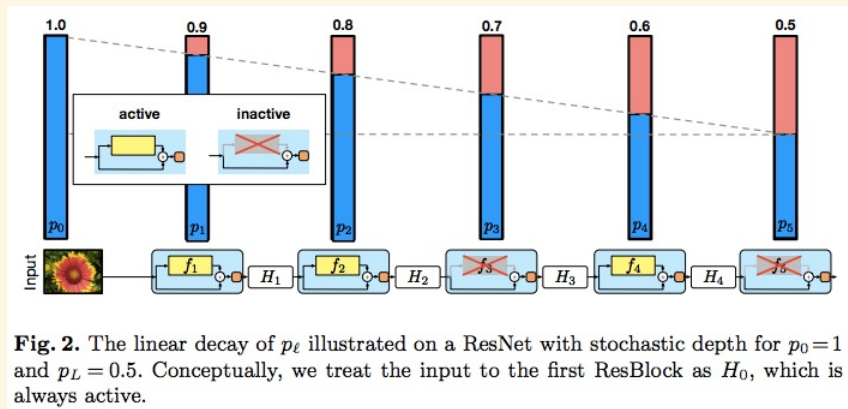 1.0 0.9 0.8 0.7 0.6 0.5
active inactive
p₀ p₁ p₂ p₃ p₄ p₅
Input f₁ H₁ f₂ H₂ f₃ H₃ f₄ H₄ f₅
Fig. 2. The linear decay of pℓ illustrated on a ResNet with stochastic depth for p₀=1
and p_L = 0.5. Conceptually, we treat the input to the first ResBlock as H₀, which is
always active.